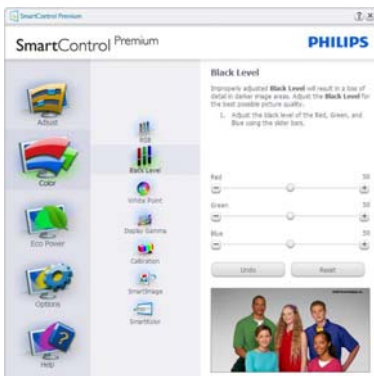 SmartControl Premium
SmartControl Premium
PHILIPS
Adjust
Color
Eco Power
Options
Help
RGB
Black Level
White Point
Display Gamma
Calibration
SmartImage
SmartKolor
Black Level
Improperly adjusted Black Level will result in a loss of
detail in darker image areas. Adjust the Black Level for
the best possible picture quality.
1. Adjust the black level of the Red, Green, and
Blue using the slider bars.
Red 50
Green 50
Blue 50
Undo Reset